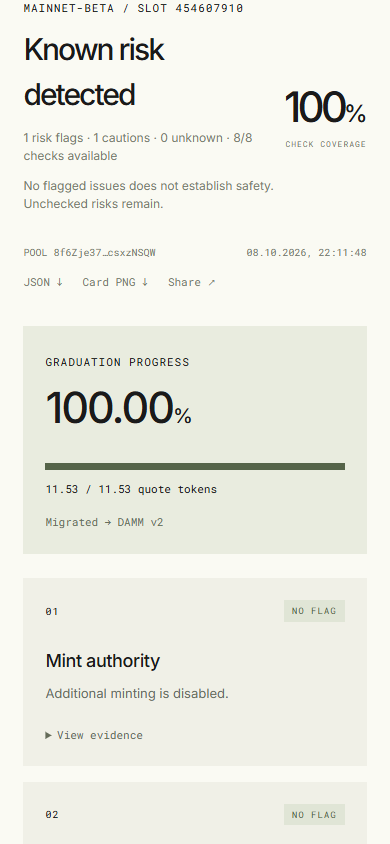 MAINNET-BETA / SLOT 454607910
Known risk
detected
100%
CHECK COVERAGE
1 risk flags · 1 cautions · 0 unknown · 8/8
checks available
No flagged issues does not establish safety.
Unchecked risks remain.
POOL 8f6Zje37…csxzNSQW
08.10.2026, 22:11:48
JSON ↓ Card PNG ↓ Share ↗
GRADUATION PROGRESS
100.00%
11.53 / 11.53 quote tokens
Migrated → DAMM v2
01
NO FLAG
Mint authority
Additional minting is disabled.
▶ View evidence
02
NO FLAG